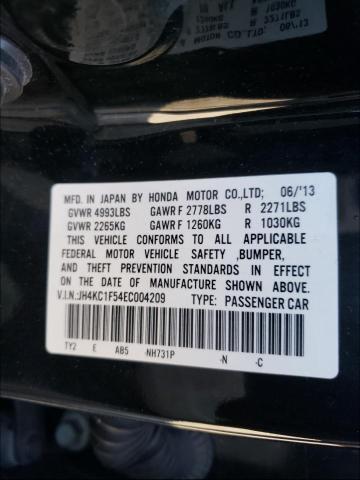 MFD. IN JAPAN BY HONDA MOTOR CO.,LTD; 06/'13
GVWR 4993LBS GAWR F 2778LBS R 2271LBS
GVWR 2265KG GAWR F 1260KG R 1030KG
THIS VEHICLE CONFORMS TO ALL APPLICABLE
FEDERAL MOTOR VEHICLE SAFETY ,BUMPER,
AND THEFT PREVENTION STANDARDS IN EFFECT
ON THE DATE OF MANUFACTURE SHOWN ABOVE.
V.I.N.:JH4KC1F54EC004209 TYPE: PASSENGER CAR
TY2 E AB5 -NH731P -N -C